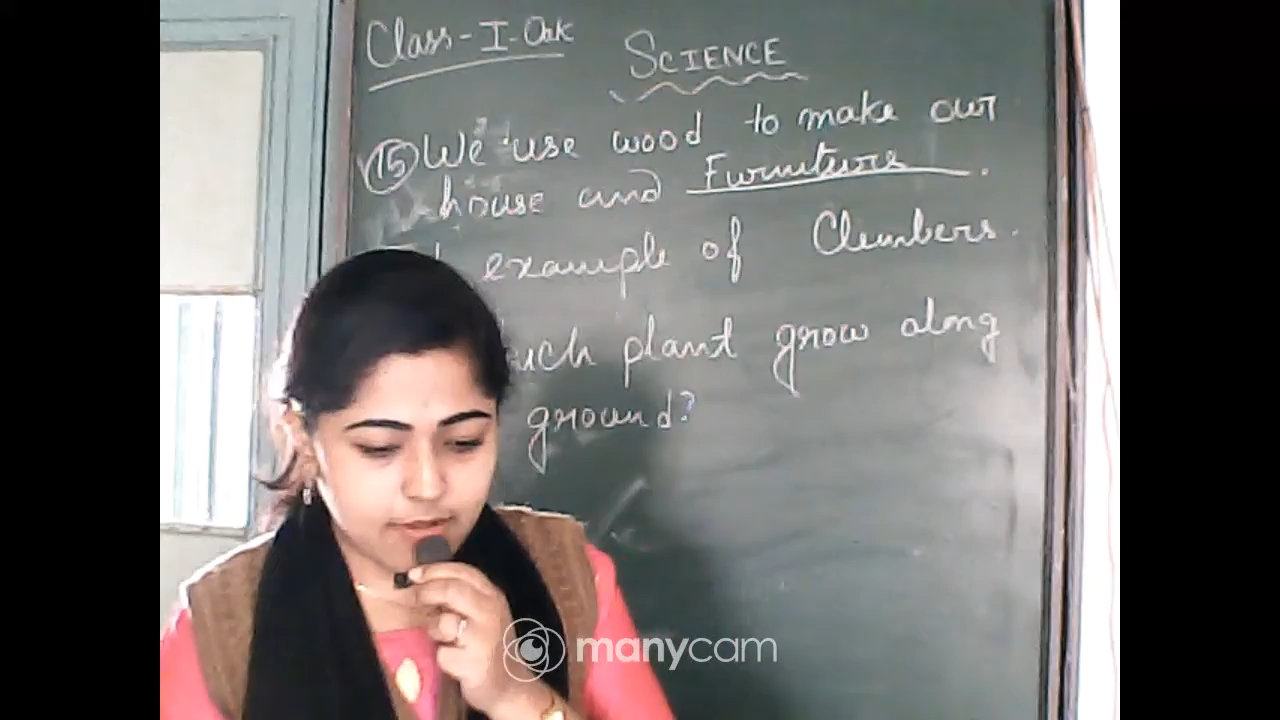 Class-I-Oak
SCIENCE
15 We use wood to make our
house and Furniture.
example of Climbers.
plant grow along
ground?
manycam